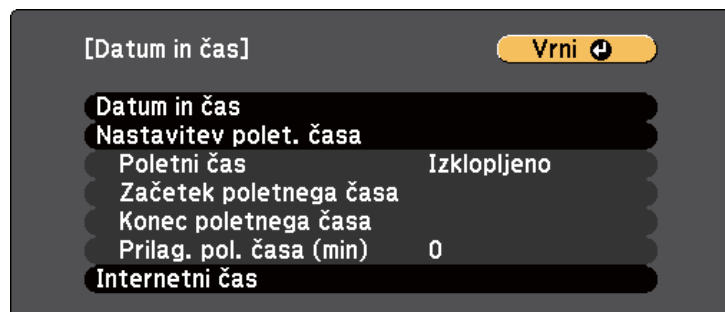 [Datum in čas] Vrni
Datum in čas
Nastavitev polet. časa
Poletni čas Izklopljeno
Začetek poletnega časa
Konec poletnega časa
Prilag. pol. časa (min) 0
Internetni čas